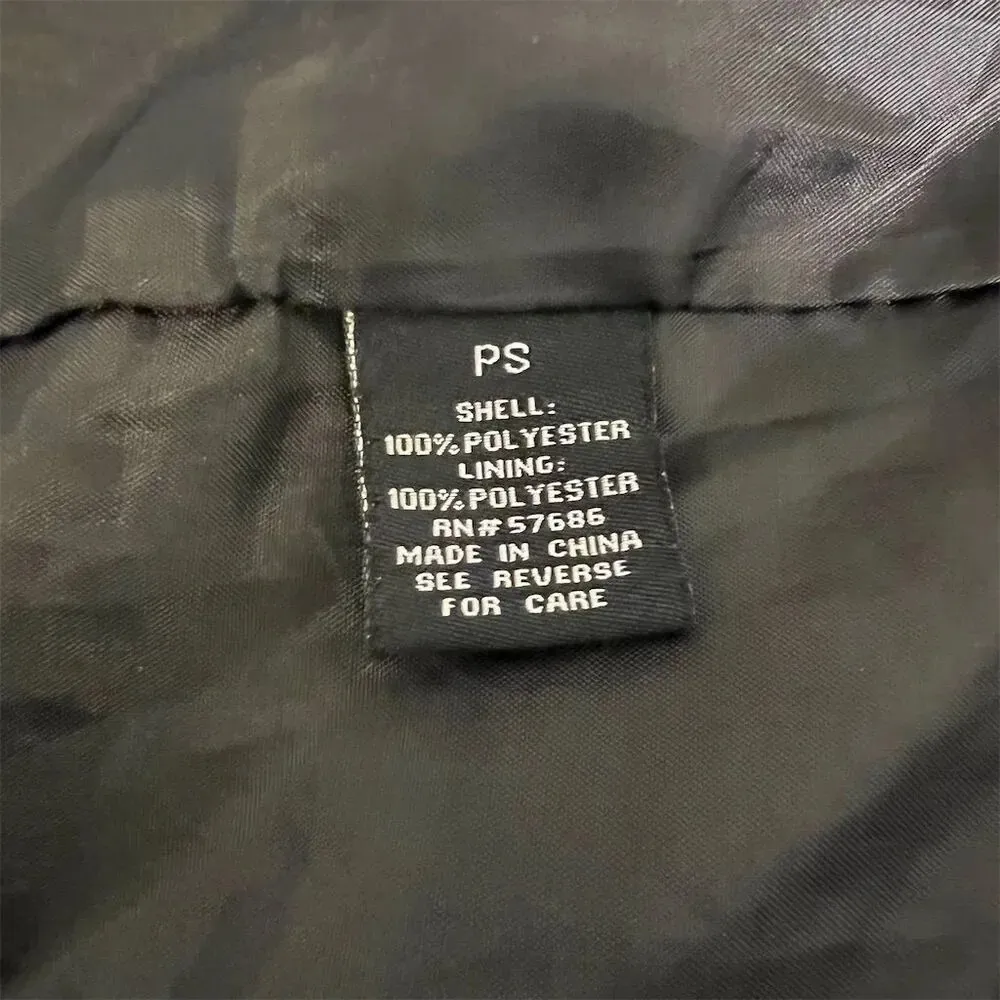 PS
SHELL:
100% POLYESTER
LINING:
100% POLYESTER
RN# 57686
MADE IN CHINA
SEE REVERSE
FOR CARE